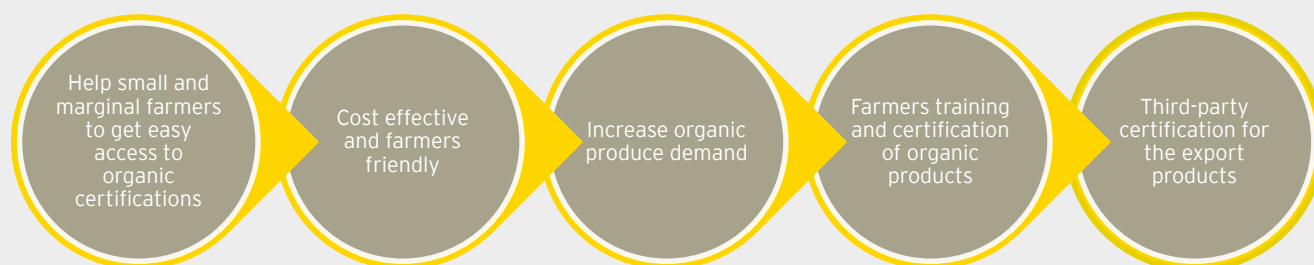 Help small and
marginal farmers
to get easy
access to
organic
certifications
Cost effective
and farmers
friendly
Increase organic
produce demand
Farmers training
and certification
of organic
products
Third-party
certification for
the export
products